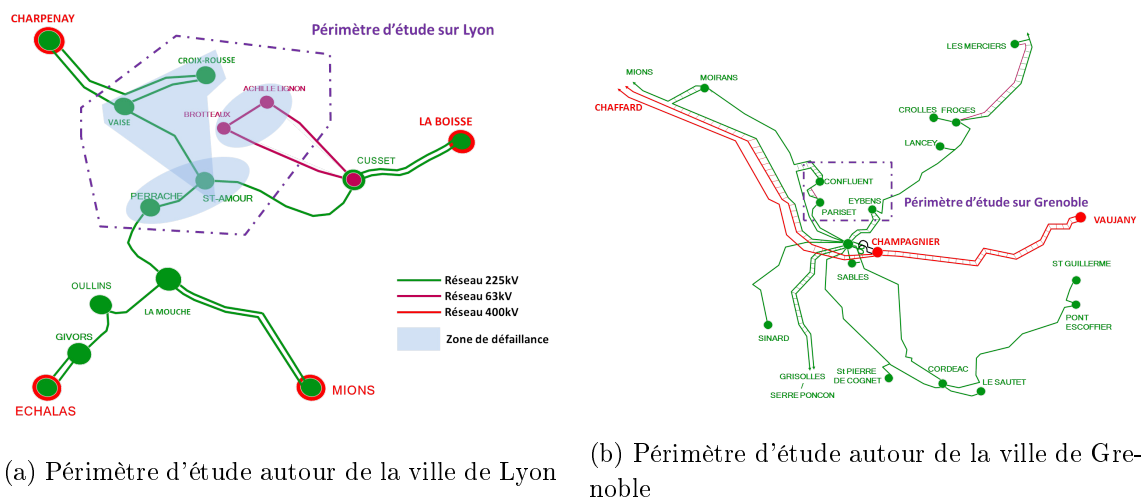 CHARPENAY
Périmètre d'étude sur Lyon
CROIX-ROUSSE
ACHILLE LIGNON
BROTTEAUX
VAISE
LA BOISSE
CUSSET
PERRACHE
ST-AMOUR
OULLINS
LA MOUCHE
GIVORS
ECHALAS
MIONS
Réseau 225kV
Réseau 63kV
Réseau 400kV
Zone de défaillance
(a) Périmètre d'étude autour de la ville de Lyon
LES MERCIERS
MIONS
MOIRANS
CHAFFARD
CROLLES
FROGES
LANCEY
CONFLUENT
EYBENS
PARISET
Périmètre d'étude sur Grenoble
VAUJANY
CHAMPAGNIER
SABLES
ST GUILLERME
PONT
ESCOFFIER
SINARD
GRISOLLES
/
SERRE PONCON
St PIERRE
DE COGNET
CORDEAC
LE SAUTET
(b) Périmètre d'étude autour de la ville de Gre-
noble